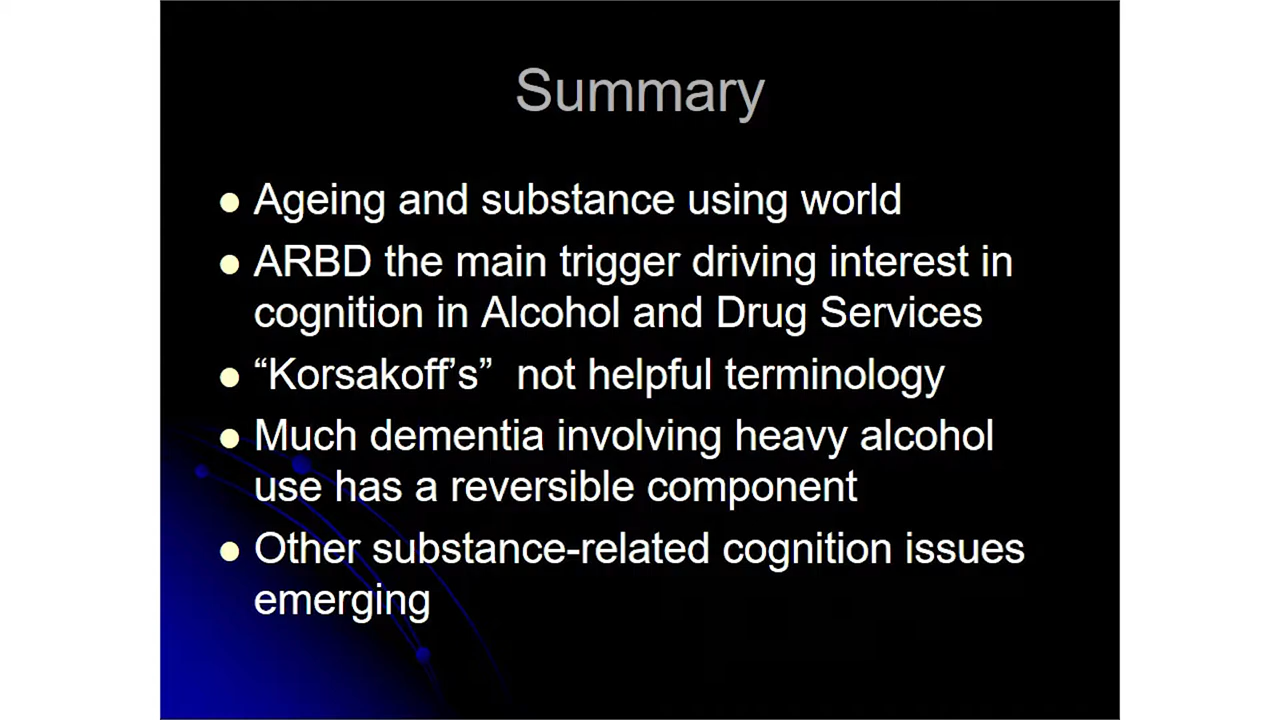 Summary
Ageing and substance using world
ARBD the main trigger driving interest in
cognition in Alcohol and Drug Services
“Korsakoff’s”  not helpful terminology
Much dementia involving heavy alcohol
use has a reversible component
Other substance-related cognition issues
emerging